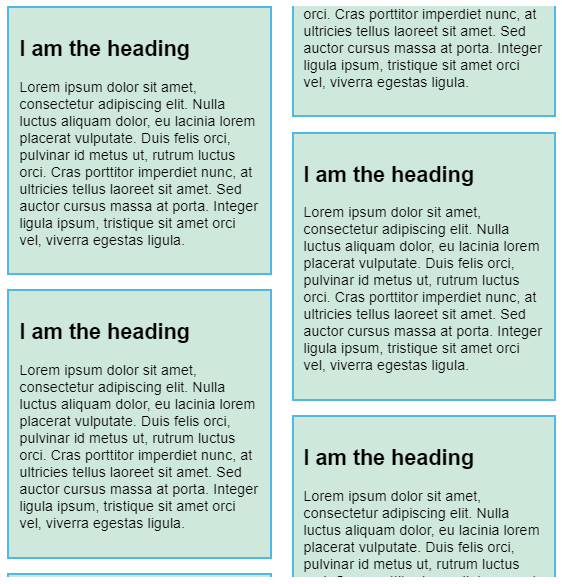 I am the heading
Lorem ipsum dolor sit amet,
consectetur adipiscing elit. Nulla
luctus aliquam dolor, eu lacinia lorem
placerat vulputate. Duis felis orci,
pulvinar id metus ut, rutrum luctus
orci. Cras porttitor imperdiet nunc, at
ultricies tellus laoreet sit amet. Sed
auctor cursus massa at porta. Integer
ligula ipsum, tristique sit amet orci
vel, viverra egestas ligula.
I am the heading
Lorem ipsum dolor sit amet,
consectetur adipiscing elit. Nulla
luctus aliquam dolor, eu lacinia lorem
placerat vulputate. Duis felis orci,
pulvinar id metus ut, rutrum luctus
orci. Cras porttitor imperdiet nunc, at
ultricies tellus laoreet sit amet. Sed
auctor cursus massa at porta. Integer
ligula ipsum, tristique sit amet orci
vel, viverra egestas ligula.
orci. Cras porttitor imperdiet nunc, at
ultricies tellus laoreet sit amet. Sed
auctor cursus massa at porta. Integer
ligula ipsum, tristique sit amet orci
vel, viverra egestas ligula.
I am the heading
Lorem ipsum dolor sit amet,
consectetur adipiscing elit. Nulla
luctus aliquam dolor, eu lacinia lorem
placerat vulputate. Duis felis orci,
pulvinar id metus ut, rutrum luctus
orci. Cras porttitor imperdiet nunc, at
ultricies tellus laoreet sit amet. Sed
auctor cursus massa at porta. Integer
ligula ipsum, tristique sit amet orci
vel, viverra egestas ligula.
I am the heading
Lorem ipsum dolor sit amet,
consectetur adipiscing elit. Nulla
luctus aliquam dolor, eu lacinia lorem
placerat vulputate. Duis felis orci,
pulvinar id metus ut, rutrum luctus